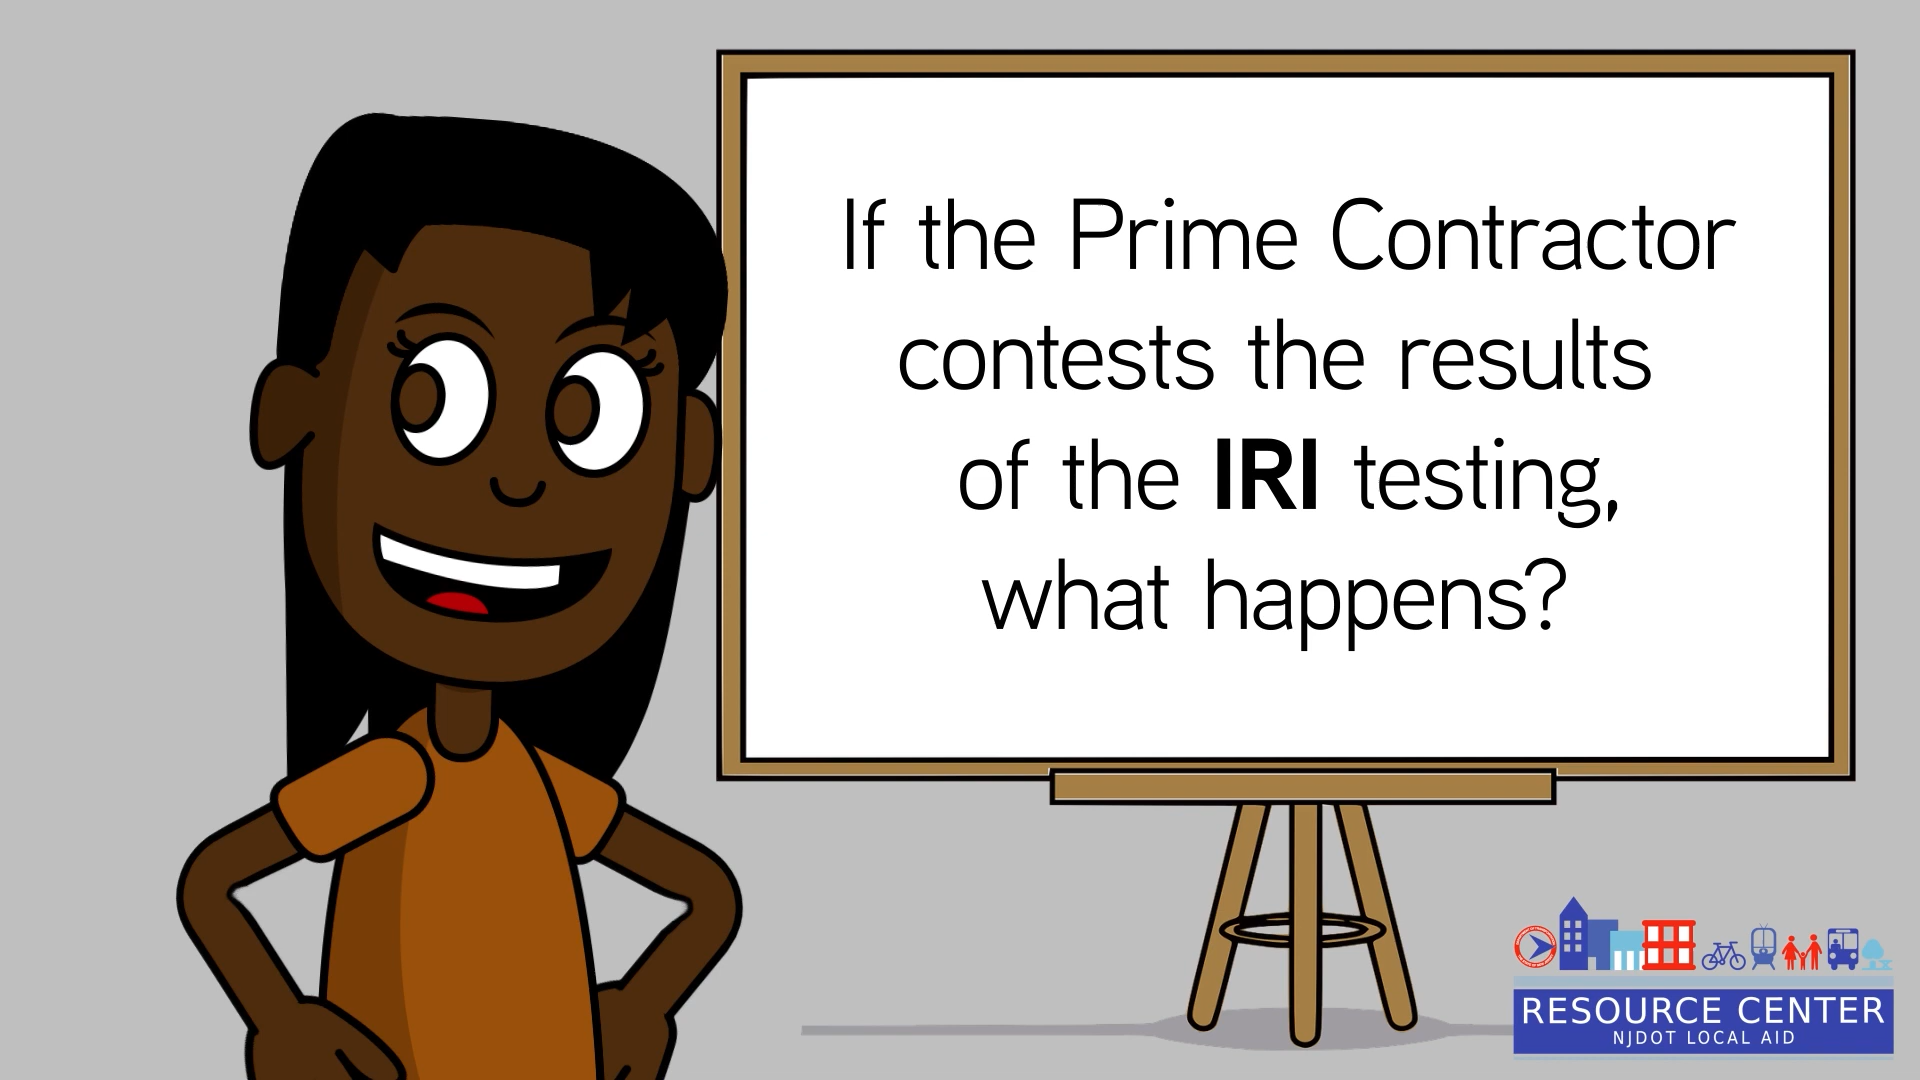 If the Prime Contractor
contests the results
of the IRI testing,
what happens?
RESOURCE CENTER
NJDOT LOCAL AID